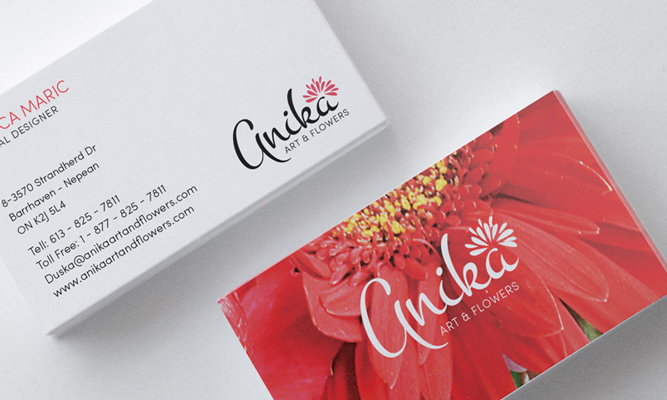 CA MARIC
AL DESIGNER
8-3570 Strandherd Dr
Barrhaven - Nepean
ON K2J 5L4
Tell: 613 - 825 - 7811
Toll Free: 1 - 877 - 825 - 7811
Duska@anikaartandflowers.com
www.anikaartandflowers.com
anika
ART & FLOWERS
anika
ART & FLOWERS